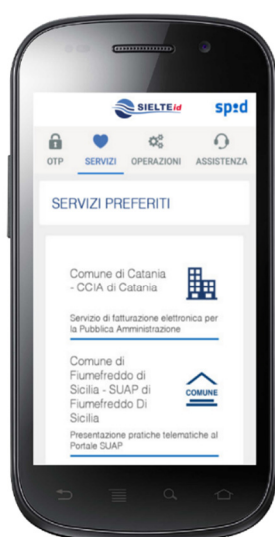 SIELTEid
sp:d
OTP
SERVIZI
OPERAZIONI
ASSISTENZA
SERVIZI PREFERITI
Comune di Catania
- CCIA di Catania
Servizio di fatturazione elettronica per
la Pubblica Amministrazione
Comune di
Fiumefreddo di
Sicilia - SUAP di
Fiumefreddo Di
Sicilia
COMUNE
Presentazione pratiche telematiche al
Portale SUAP